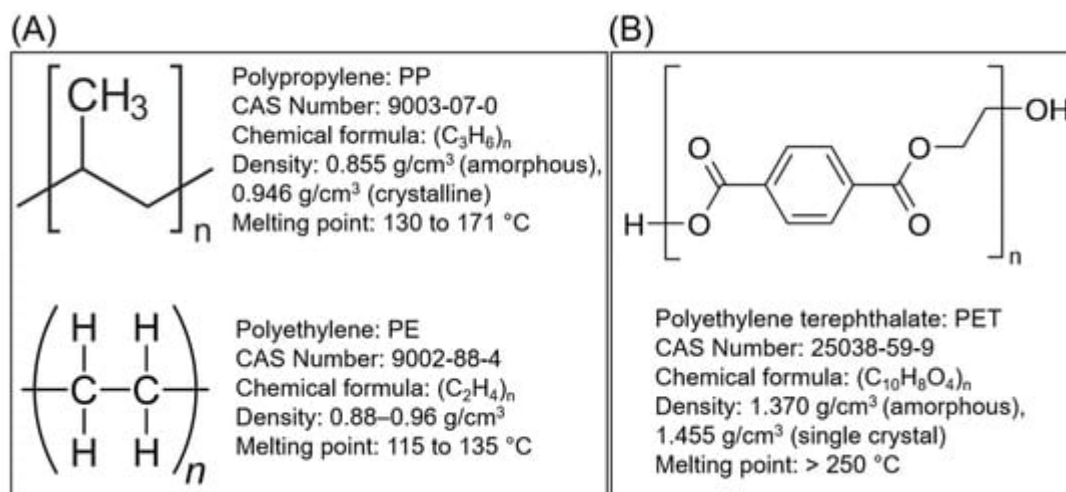 (A)
CH₃
n
Polypropylene: PP
CAS Number: 9003-07-0
Chemical formula: (C₃H₆)ₙ
Density: 0.855 g/cm³ (amorphous),
0.946 g/cm³ (crystalline)
Melting point: 130 to 171 °C
H H
C C
H H
n
Polyethylene: PE
CAS Number: 9002-88-4
Chemical formula: (C₂H₄)ₙ
Density: 0.88–0.96 g/cm³
Melting point: 115 to 135 °C
(B)
OH
O O
H O O
n
Polyethylene terephthalate: PET
CAS Number: 25038-59-9
Chemical formula: (C₁₀H₈O₄)ₙ
Density: 1.370 g/cm³ (amorphous),
1.455 g/cm³ (single crystal)
Melting point: > 250 °C